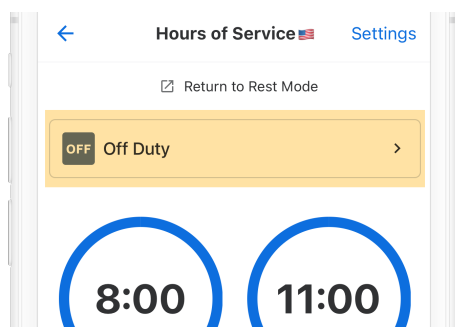 Hours of Service🇺🇸 Settings
Return to Rest Mode
OFF Off Duty
8:00 11:00